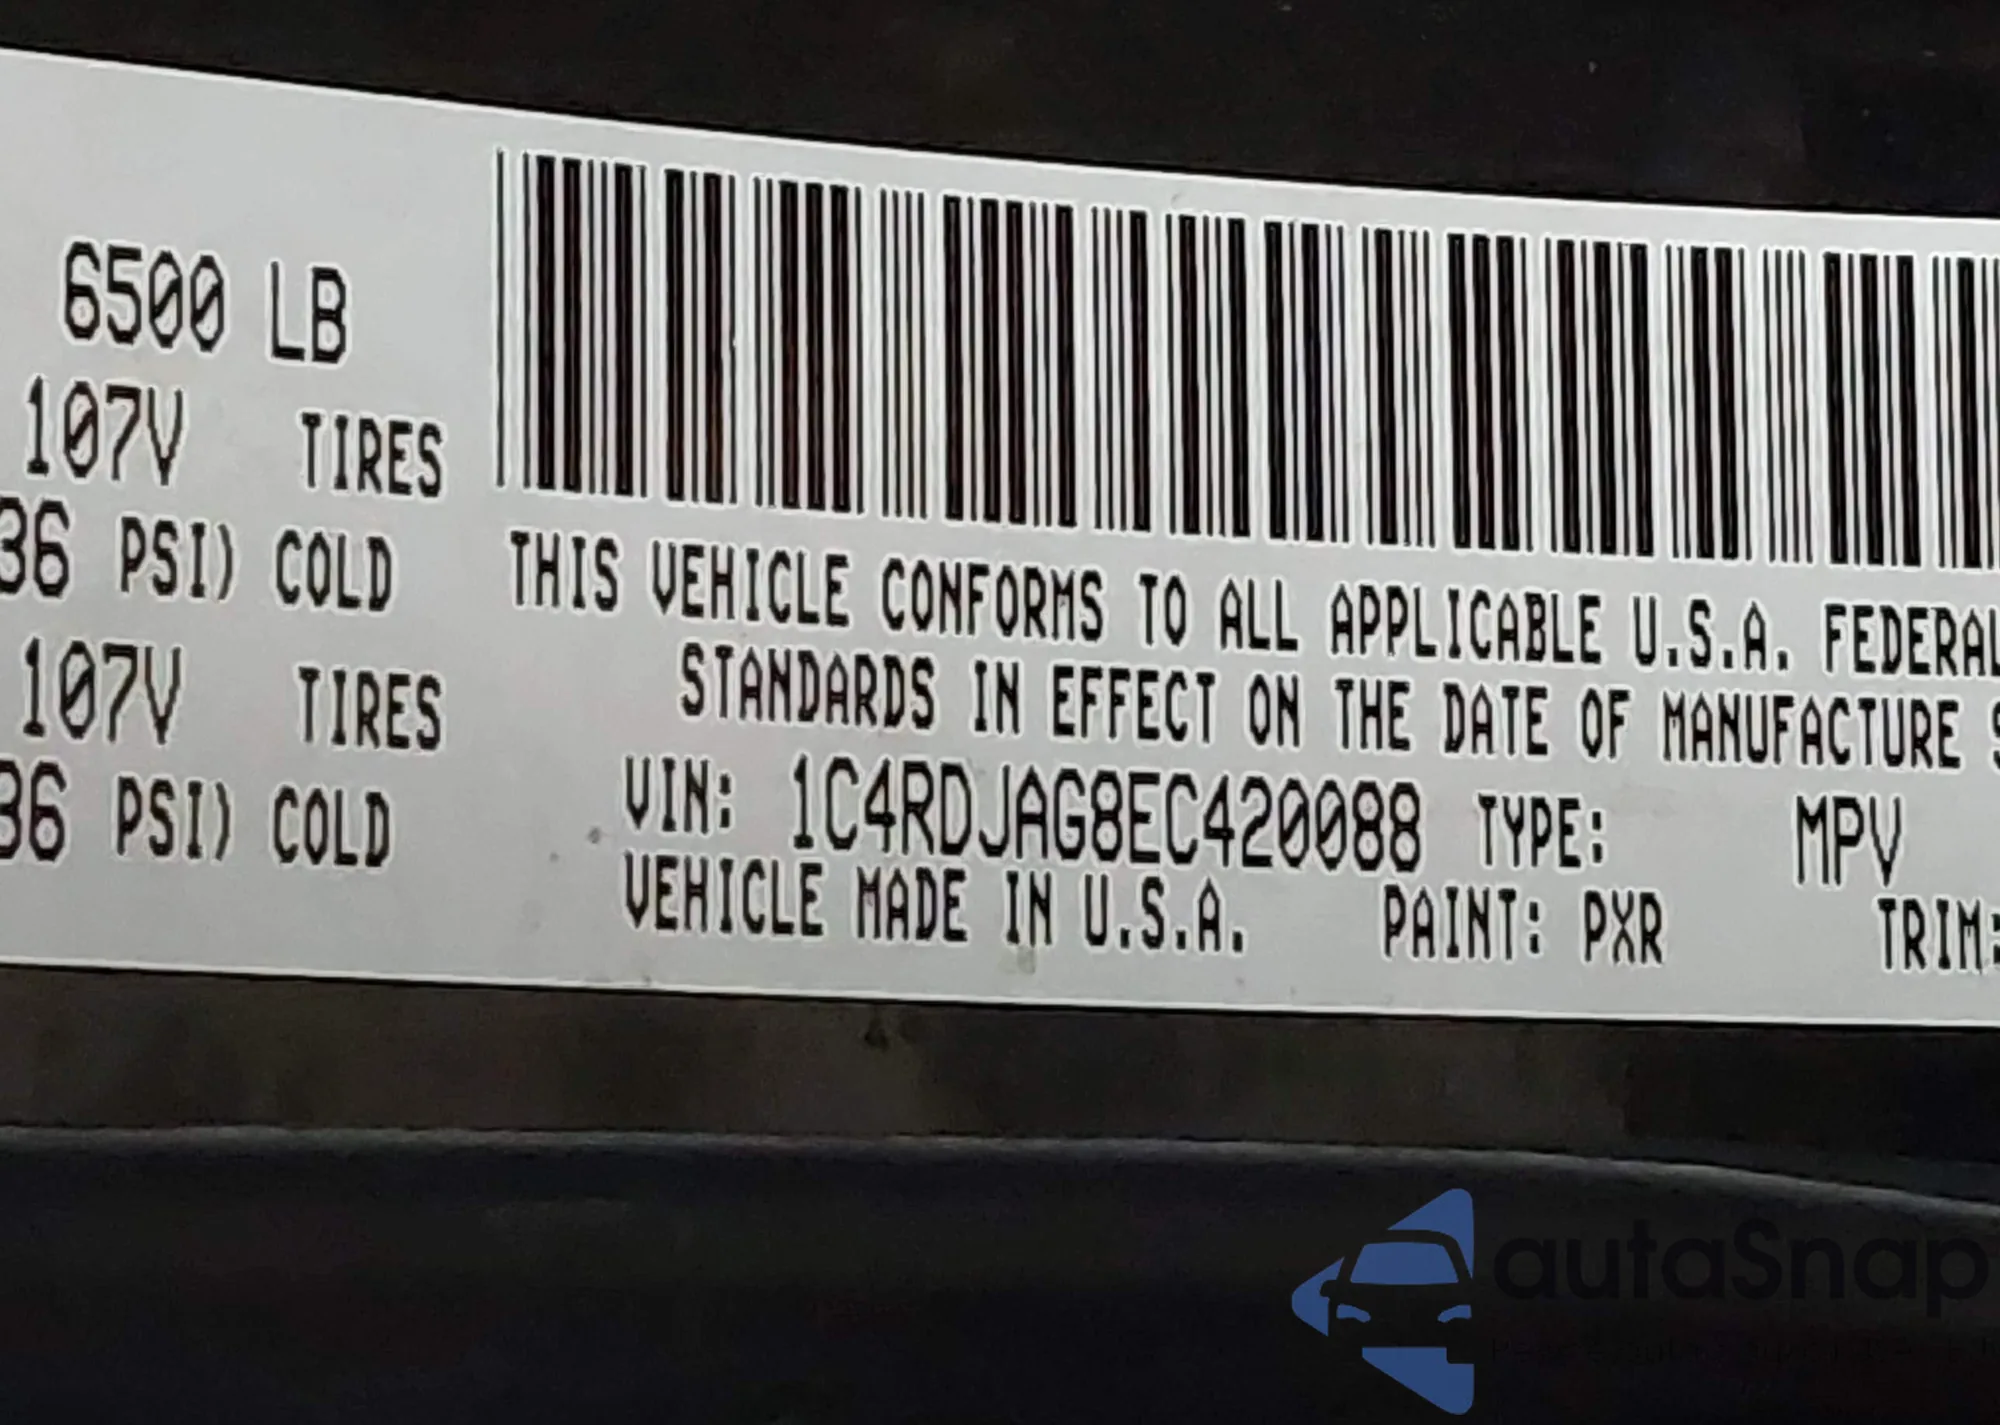 6500 LB
107V TIRES
36 PSI) COLD
107V TIRES
36 PSI) COLD
THIS VEHICLE CONFORMS TO ALL APPLICABLE U.S.A. FEDERAL
STANDARDS IN EFFECT ON THE DATE OF MANUFACTURE S
VIN: 1C4RDJAG8EC420088 TYPE: MPV
VEHICLE MADE IN U.S.A. PAINT: PXR TRIM:
autaSnap